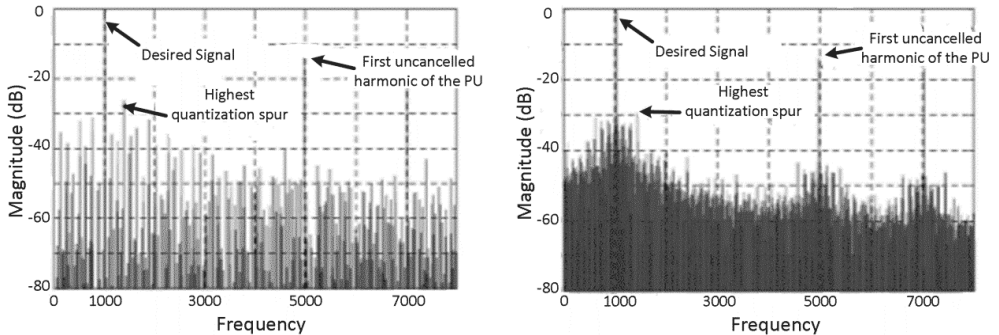 0
-20
-40
-60
-80
Magnitude (dB)
Desired Signal
Highest
quantization spur
First uncancelled
harmonic of the PU
0
1000
3000
5000
7000
Frequency
0
-20
-40
-60
-80
Magnitude (dB)
Desired Signal
Highest
quantization spur
First uncancelled
harmonic of the PU
0
1000
3000
5000
7000
Frequency